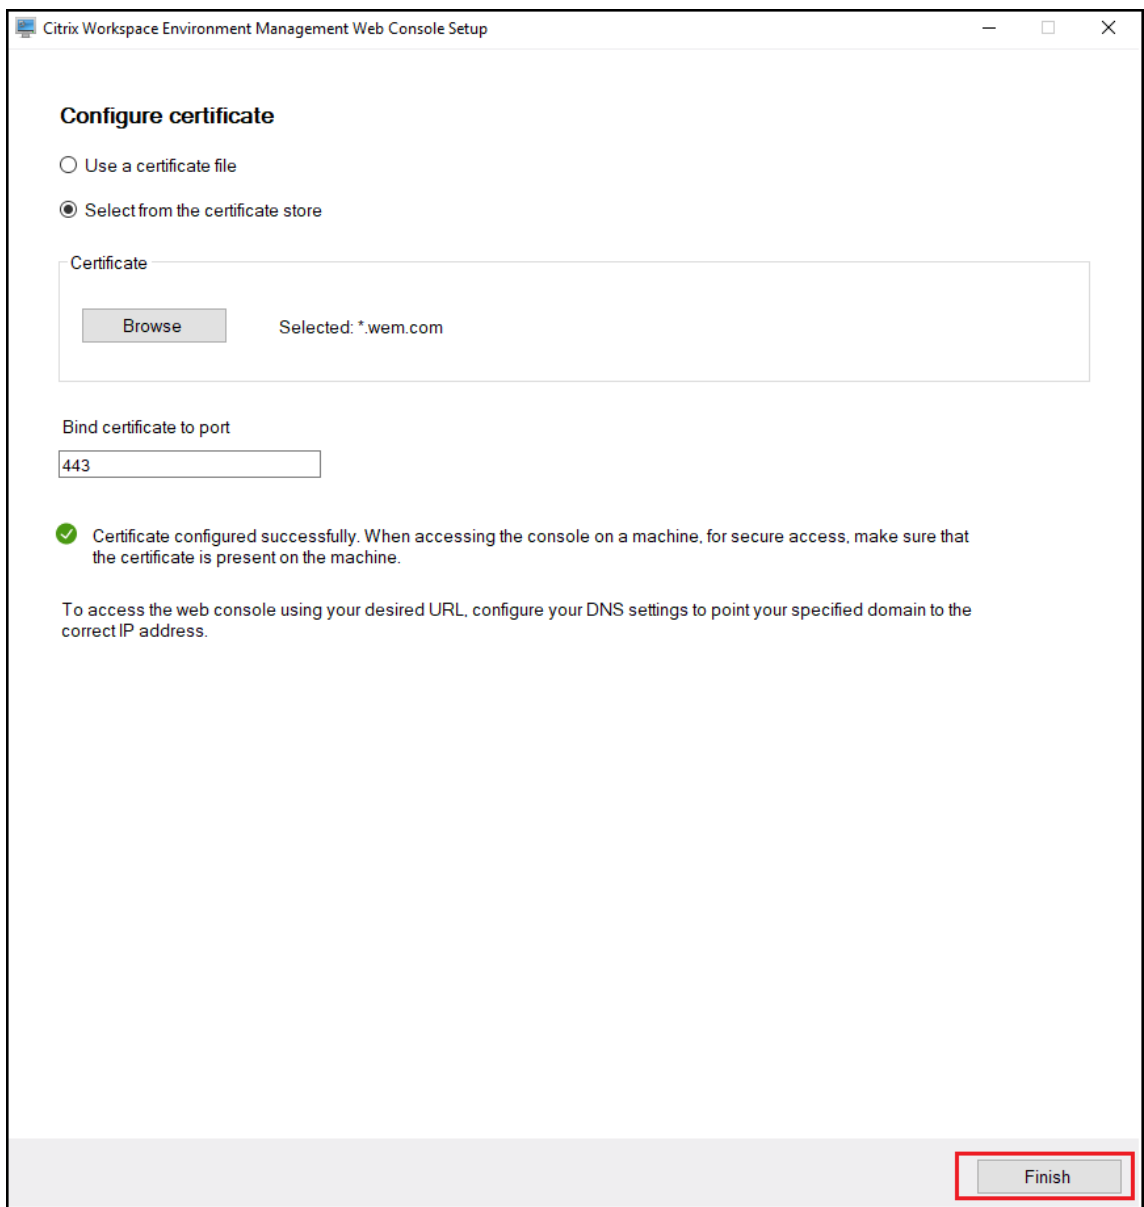 Citrix Workspace Environment Management Web Console Setup
Configure certificate
Use a certificate file
Select from the certificate store
Certificate
Browse
Selected: *.wem.com
Bind certificate to port
443
Certificate configured successfully. When accessing the console on a machine, for secure access, make sure that
the certificate is present on the machine.
To access the web console using your desired URL, configure your DNS settings to point your specified domain to the
correct IP address.
Finish